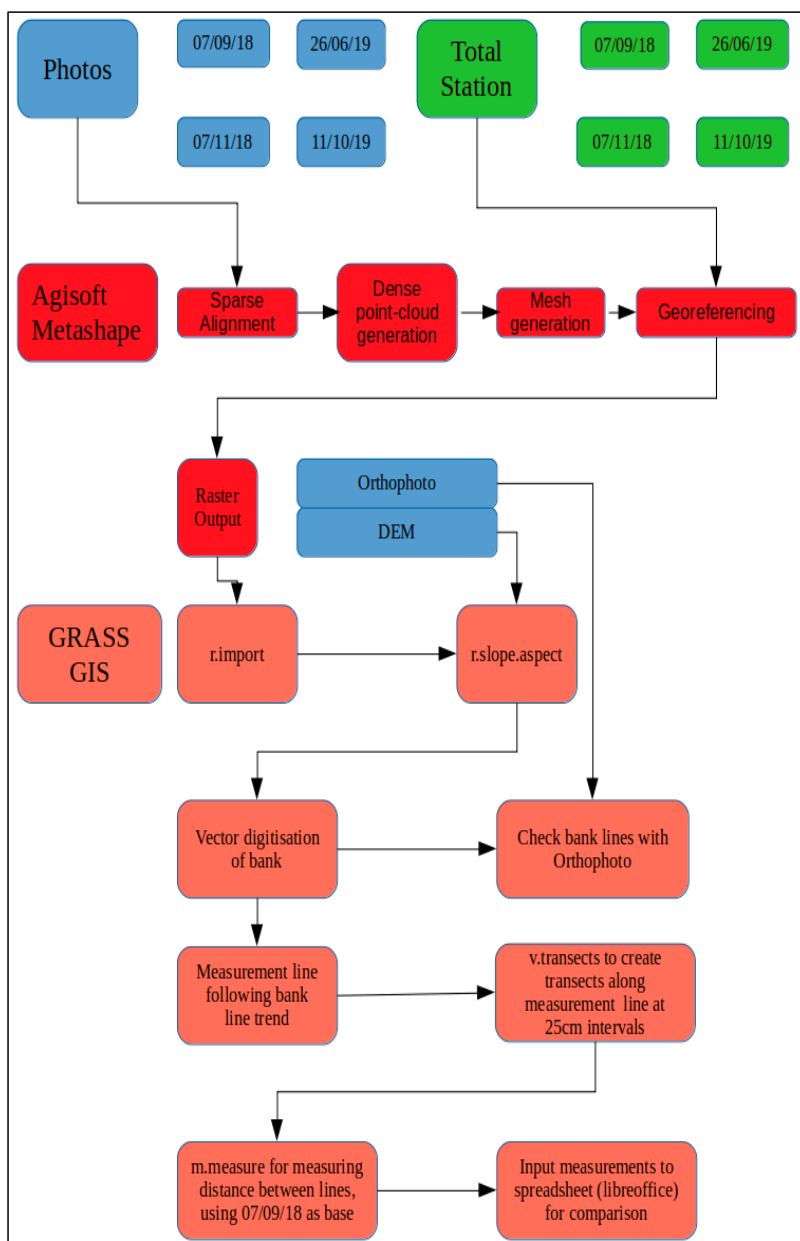 Photos
07/09/18
26/06/19
07/11/18
11/10/19
Total
Station
07/09/18
26/06/19
07/11/18
11/10/19
Agisoft
Metashape
Sparse
Alignment
Dense
point-cloud
generation
Mesh
generation
Georeferencing
Raster
Output
Orthophoto
DEM
GRASS
GIS
r.import
r.slope.aspect
Vector digitisation
of bank
Check bank lines with
Orthophoto
Measurement line
following bank
line trend
v.transects to create
transects along
measurement line at
25cm intervals
m.measure for measuring
distance between lines,
using 07/09/18 as base
Input measurements to
spreadsheet (libreoffice)
for comparison